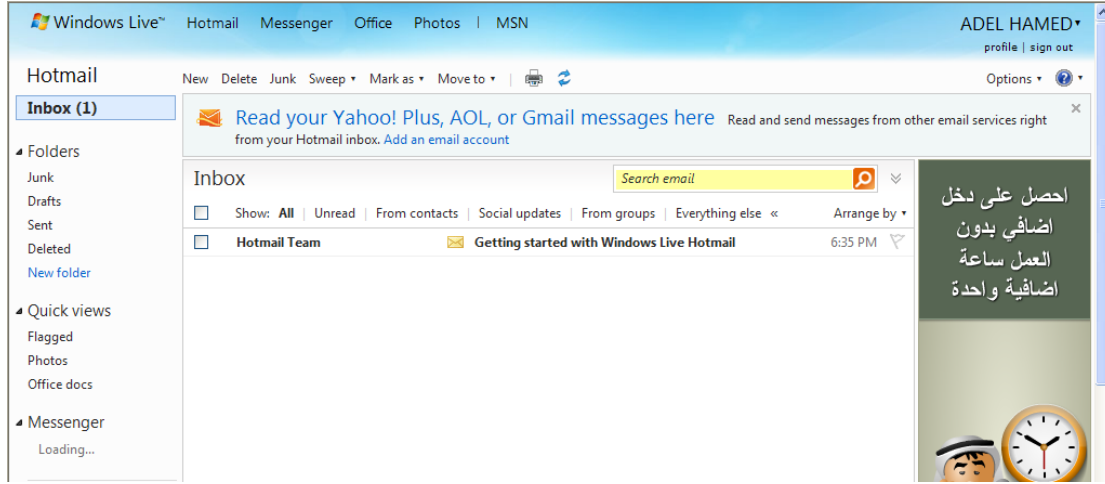 Windows Live™ Hotmail Messenger Office Photos | MSN
ADEL HAMED
profile | sign out
Hotmail
New Delete Junk Sweep Mark as Move to | Options
Inbox (1)
Read your Yahoo! Plus, AOL, or Gmail messages here Read and send messages from other email services right
from your Hotmail inbox. Add an email account
Folders
Junk
Drafts
Sent
Deleted
New folder
Quick views
Flagged
Photos
Office docs
Messenger
Loading...
Inbox
Search email
Show: All | Unread | From contacts | Social updates | From groups | Everything else « Arrange by
Hotmail Team Getting started with Windows Live Hotmail 6:35 PM
احصل على دخل
اضافي بدون
العمل ساعة
اضافية واحدة